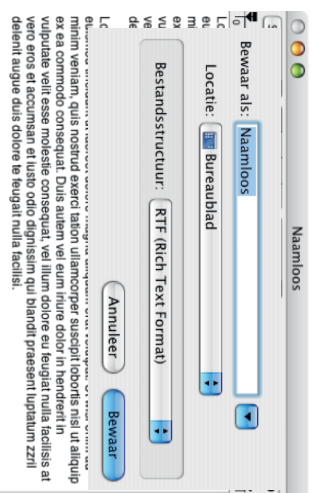 Naamloos
Bewaar als: Naamloos
Locatie: Bureaublad
Bestandsstructuur: RTF (Rich Text Format)
Annuleer Bewaar
minim veniam, quis nostrud exerci tation ullamcorper suscipit lobortis nisl ut aliquip
ex ea commodo consequat. Duis autem vel eum iriure dolor in hendrerit in
vulputate velit esse molestie consequat, vel illum dolore eu feugiat nulla facilisis at
vero eros et accumsan et iusto odio dignissim qui blandit praesent luptatum zzril
delenit augue duis dolore te feugait nulla facilisi.